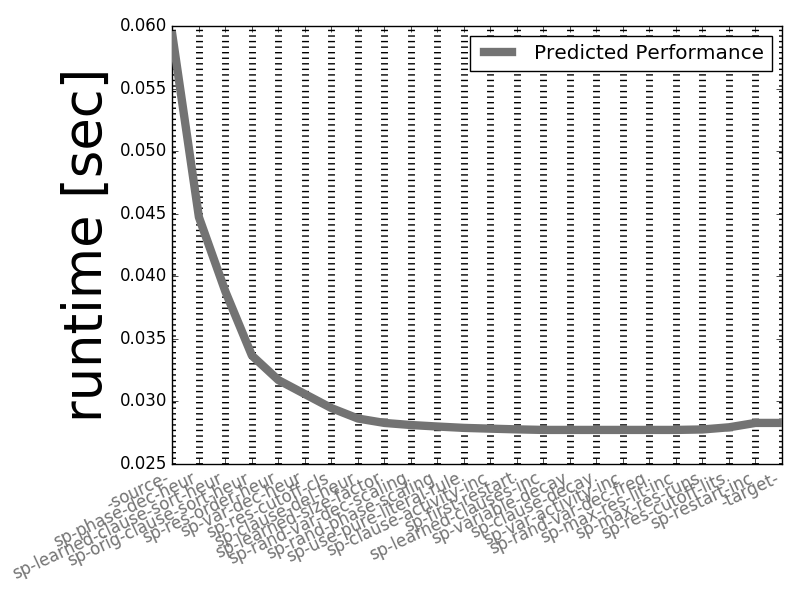 0.060
0.055
0.050
0.045
0.040
0.035
0.030
0.025
runtime [sec]
Predicted Performance
-source-
sp-phase-dec-heur
sp-learned-clause-sort-heur
sp-orig-clause-sort-heur
sp-res-order-heur
sp-var-dec-heur
sp-res-cutoff-cls
sp-clause-del-heur
sp-learned-size-factor
sp-rand-var-dec-scaling
sp-rand-phase-scaling
sp-use-pure-literal-rule
sp-clause-activity-inc
sp-first-restart
sp-learned-clauses-inc
sp-variable-decay
sp-clause-decay
sp-var-activity-inc
sp-rand-var-dec-freq
sp-max-res-lit-inc
sp-max-res-runs
sp-res-cutoff-lits
sp-restart-inc
-target-